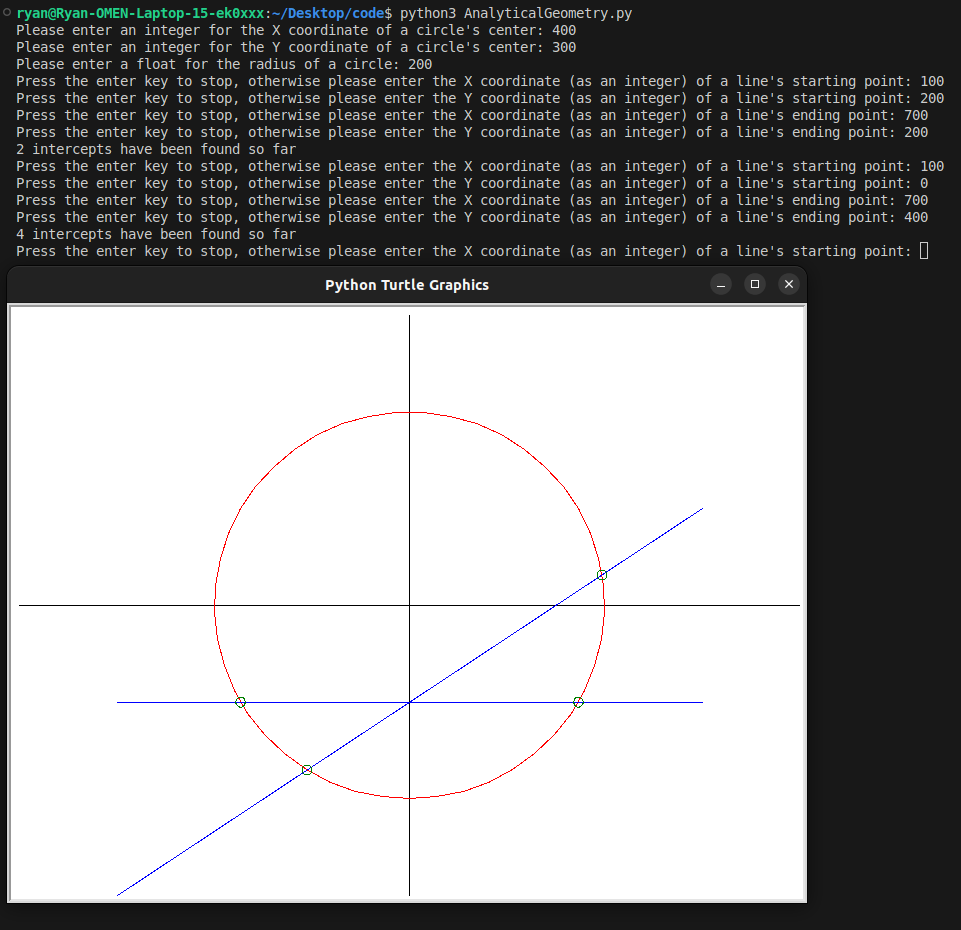 ryan@Ryan-OMEN-Laptop-15-ek0xxx:~/Desktop/code$ python3 AnalyticalGeometry.py
Please enter an integer for the X coordinate of a circle's center: 400
Please enter an integer for the Y coordinate of a circle's center: 300
Please enter a float for the radius of a circle: 200
Press the enter key to stop, otherwise please enter the X coordinate (as an integer) of a line's starting point: 100
Press the enter key to stop, otherwise please enter the Y coordinate (as an integer) of a line's starting point: 200
Press the enter key to stop, otherwise please enter the X coordinate (as an integer) of a line's ending point: 700
Press the enter key to stop, otherwise please enter the Y coordinate (as an integer) of a line's ending point: 200
2 intercepts have been found so far
Press the enter key to stop, otherwise please enter the X coordinate (as an integer) of a line's starting point: 100
Press the enter key to stop, otherwise please enter the Y coordinate (as an integer) of a line's starting point: 0
Press the enter key to stop, otherwise please enter the X coordinate (as an integer) of a line's ending point: 700
Press the enter key to stop, otherwise please enter the Y coordinate (as an integer) of a line's ending point: 400
4 intercepts have been found so far
Press the enter key to stop, otherwise please enter the X coordinate (as an integer) of a line's starting point:
Python Turtle Graphics